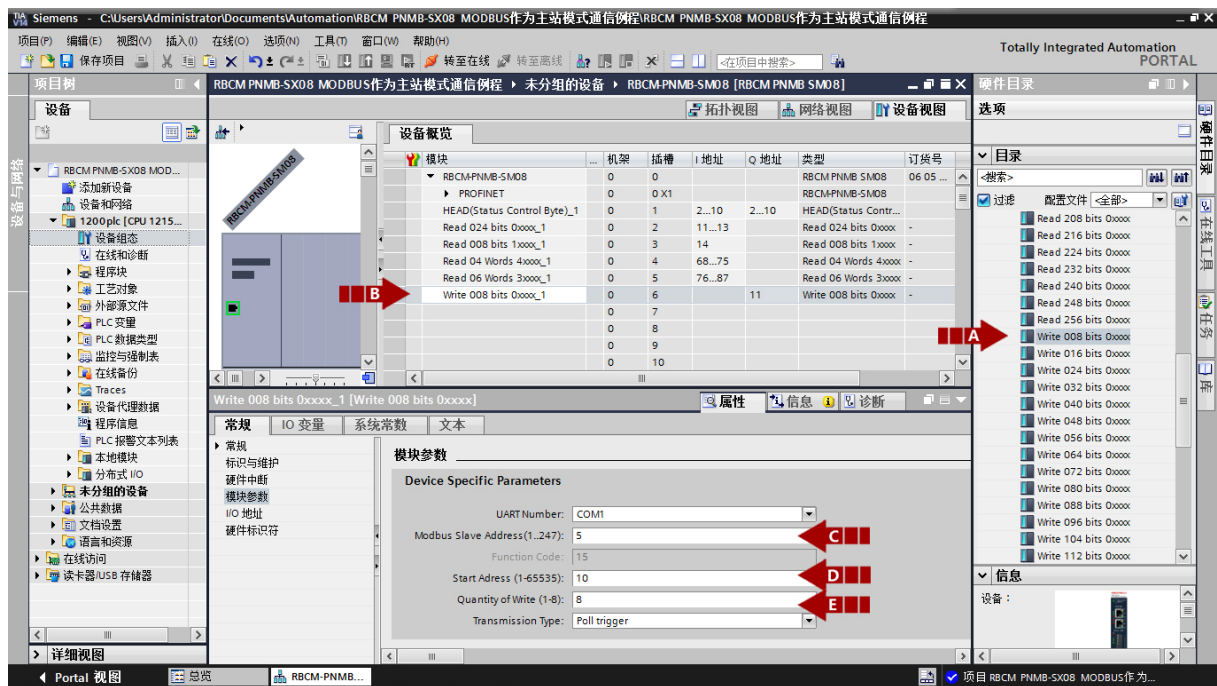 Siemens - C:\Users\Administrator\Documents\Automation\RBCM PNMB-SX08 MODBUS作为主站模式通信例程\RBCM PNMB-SX08 MODBUS作为主站模式通信例程
项目(P) 编辑(E) 视图(V) 插入(I) 在线(O) 选项(N) 工具(T) 窗口(W) 帮助(H)
Totally Integrated Automation
PORTAL
保存项目 转至在线 转至离线 <在项目中搜索>
项目树
RBCM PNMB-SX08 MODBUS作为主站模式通信例程 未分组的设备 RBCM-PNMB-SM08 [RBCM PNMB SM08]
硬件目录
设备
拓扑视图 网络视图 设备视图
选项
设备概览
模块 ... 机架 插槽 I 地址 Q 地址 类型 订货号
RBCM-PNMB-SM08 0 0 RBCM PNMB SM08 06 05 ...
PROFINET 0 0 X1 RBCM-PNMB-SM08
HEAD(Status Control Byte)_1 0 1 2...10 2...10 HEAD(Status Contr...
Read 024 bits 0xxxx_1 0 2 11...13 Read 024 bits 0xxxx -
Read 008 bits 1xxxx_1 0 3 14 Read 008 bits 1xxxx -
Read 04 Words 4xxxx_1 0 4 68...75 Read 04 Words 4xxxx -
Read 06 Words 3xxxx_1 0 5 76...87 Read 06 Words 3xxxx -
Write 008 bits 0xxxx_1 0 6 11 Write 008 bits 0xxxx -
0 7
0 8
0 9
0 10
RBCM-PNMB-SM08
B
A
设备与网络
RBCM PNMB-SX08 MOD...
添加新设备
设备和网络
1200plc [CPU 1215...
设备组态
在线和诊断
程序块
工艺对象
外部源文件
PLC 变量
PLC 数据类型
监控与强制表
在线备份
Traces
设备代理数据
程序信息
PLC 报警文本列表
本地模块
分布式 I/O
未分组的设备
公共数据
文档设置
语言和资源
在线访问
读卡器/USB 存储器
详细视图
Write 008 bits 0xxxx_1 [Write 008 bits 0xxxx]
属性 信息 诊断
常规 IO 变量 系统常数 文本
常规
标识与维护
硬件中断
模块参数
I/O 地址
硬件标识符
模块参数
Device Specific Parameters
UART Number: COM1
Modbus Slave Address(1..247): 5
C
Function Code: 15
Start Adress (1-65535): 10
D
Quantity of Write (1-8): 8
E
Transmission Type: Poll trigger
目录
<搜索>
过滤 配置文件 <全部>
Read 208 bits 0xxxx
Read 216 bits 0xxxx
Read 224 bits 0xxxx
Read 232 bits 0xxxx
Read 240 bits 0xxxx
Read 248 bits 0xxxx
Read 256 bits 0xxxx
Write 008 bits 0xxxx
Write 016 bits 0xxxx
Write 024 bits 0xxxx
Write 032 bits 0xxxx
Write 040 bits 0xxxx
Write 048 bits 0xxxx
Write 056 bits 0xxxx
Write 064 bits 0xxxx
Write 072 bits 0xxxx
Write 080 bits 0xxxx
Write 088 bits 0xxxx
Write 096 bits 0xxxx
Write 104 bits 0xxxx
Write 112 bits 0xxxx
信息
设备：
硬件目录
在线工具
任务
库
Portal 视图 总览 RBCM-PNMB... 项目 RBCM PNMB-SX08 MODBUS作为...